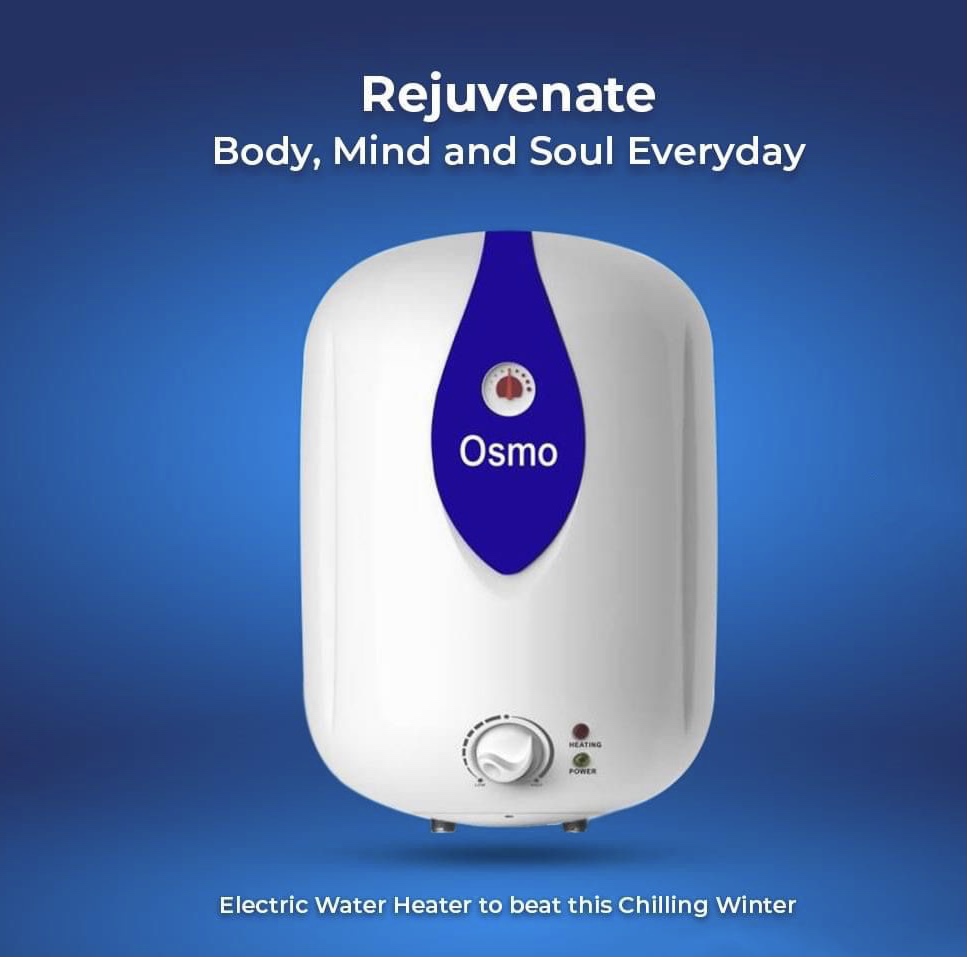 Rejuvenate
Body, Mind and Soul Everyday
Osmo
HEATING
POWER
Electric Water Heater to beat this Chilling Winter